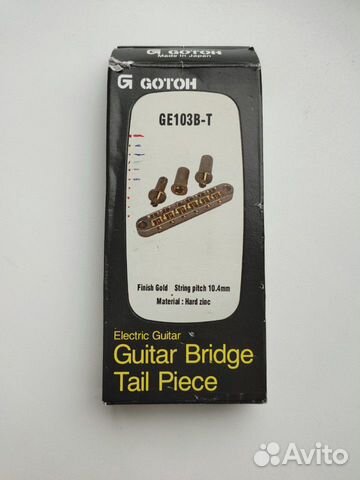 G GOTOH
Made in Japan
G GOTOH
GE103B-T
Finish Gold String pitch 10.4mm
Material : Hard zinc
Electric Guitar
Guitar Bridge
Tail Piece
Avito